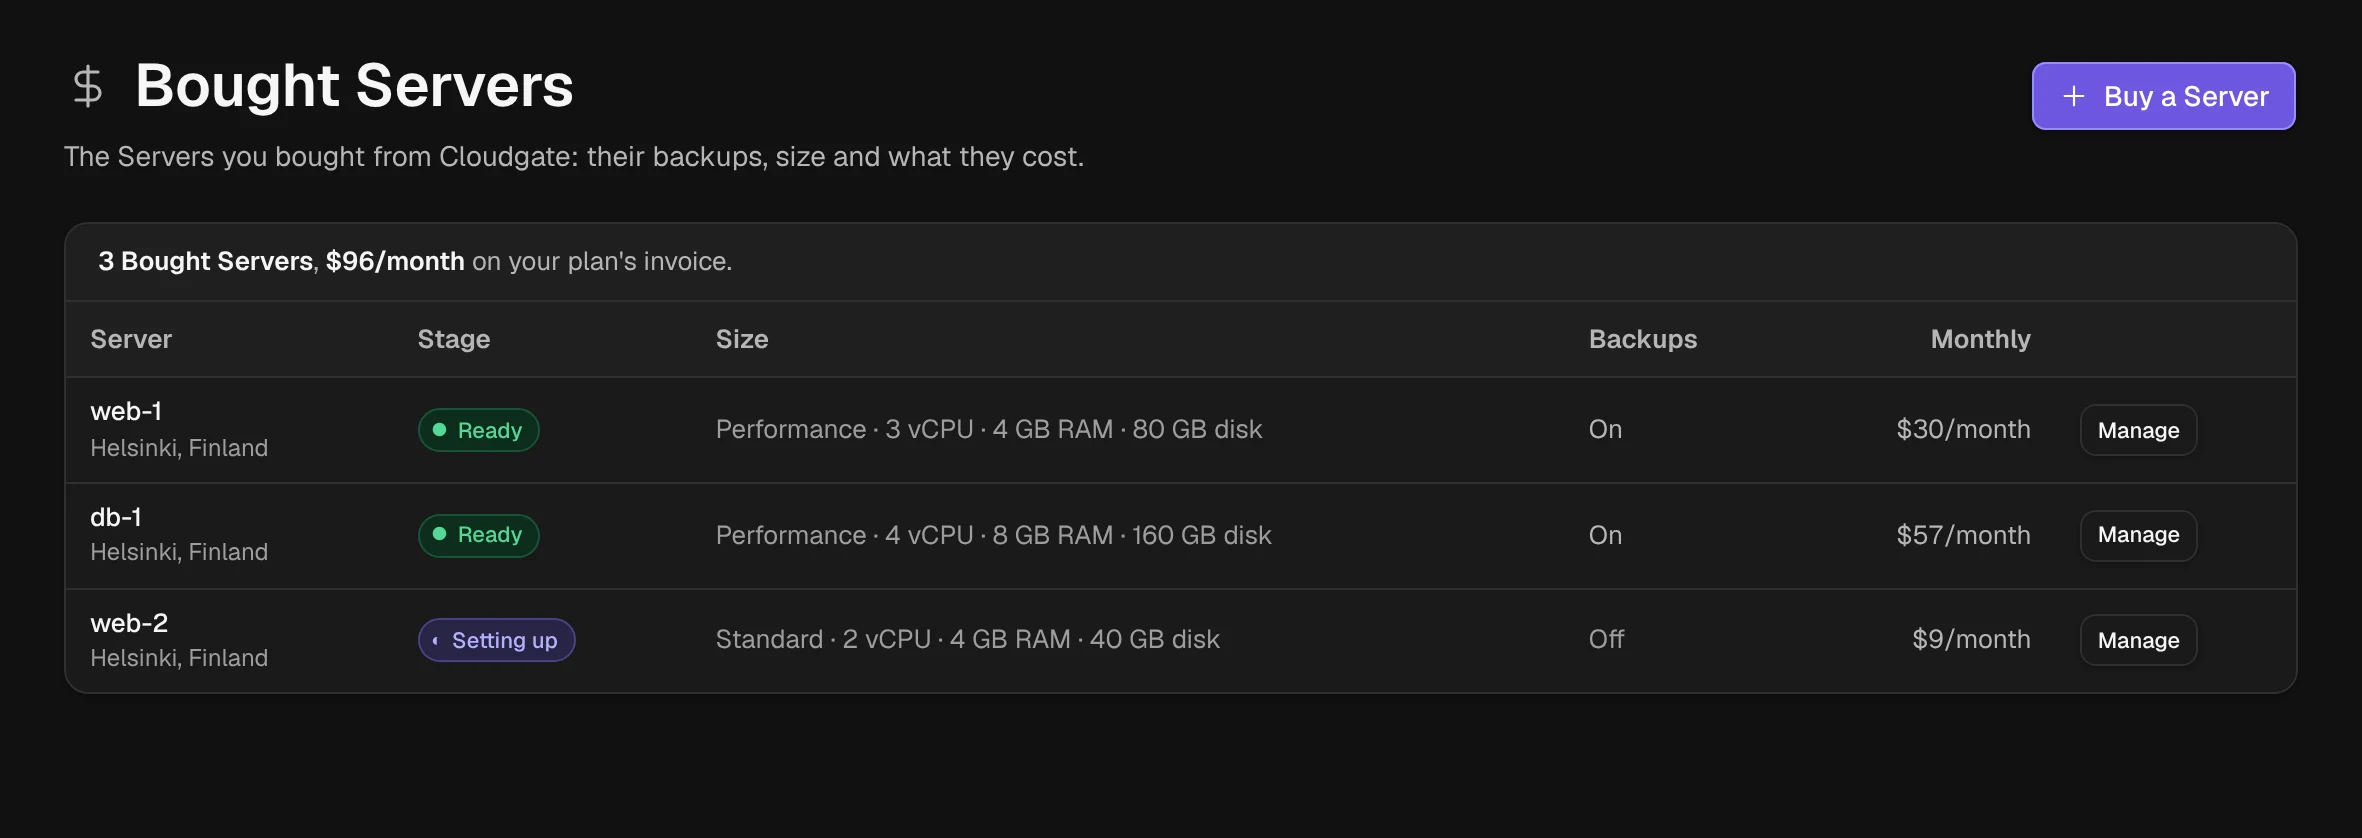 $ Bought Servers
+ Buy a Server
The Servers you bought from Cloudgate: their backups, size and what they cost.
3 Bought Servers, $96/month on your plan's invoice.
Server Stage Size Backups Monthly
web-1
Helsinki, Finland
Ready
Performance · 3 vCPU · 4 GB RAM · 80 GB disk
On
$30/month
Manage
db-1
Helsinki, Finland
Ready
Performance · 4 vCPU · 8 GB RAM · 160 GB disk
On
$57/month
Manage
web-2
Helsinki, Finland
Setting up
Standard · 2 vCPU · 4 GB RAM · 40 GB disk
Off
$9/month
Manage